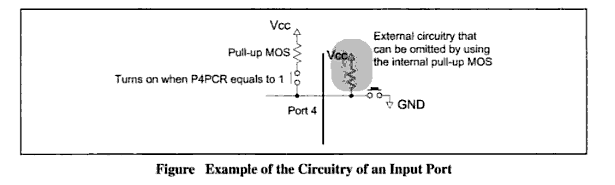 Vcc
External circuitry that
can be omitted by using
the internal pull-up MOS
Pull-up MOS
Vcc
Turns on when P4PCR equals to 1
Port 4
GND
Figure Example of the Circuitry of an Input Port